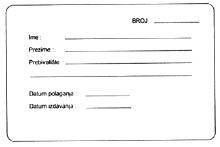 BROJ
Ime :
Prezime :
Prebivalište
Datum polaganja :
Datum izdavanja :